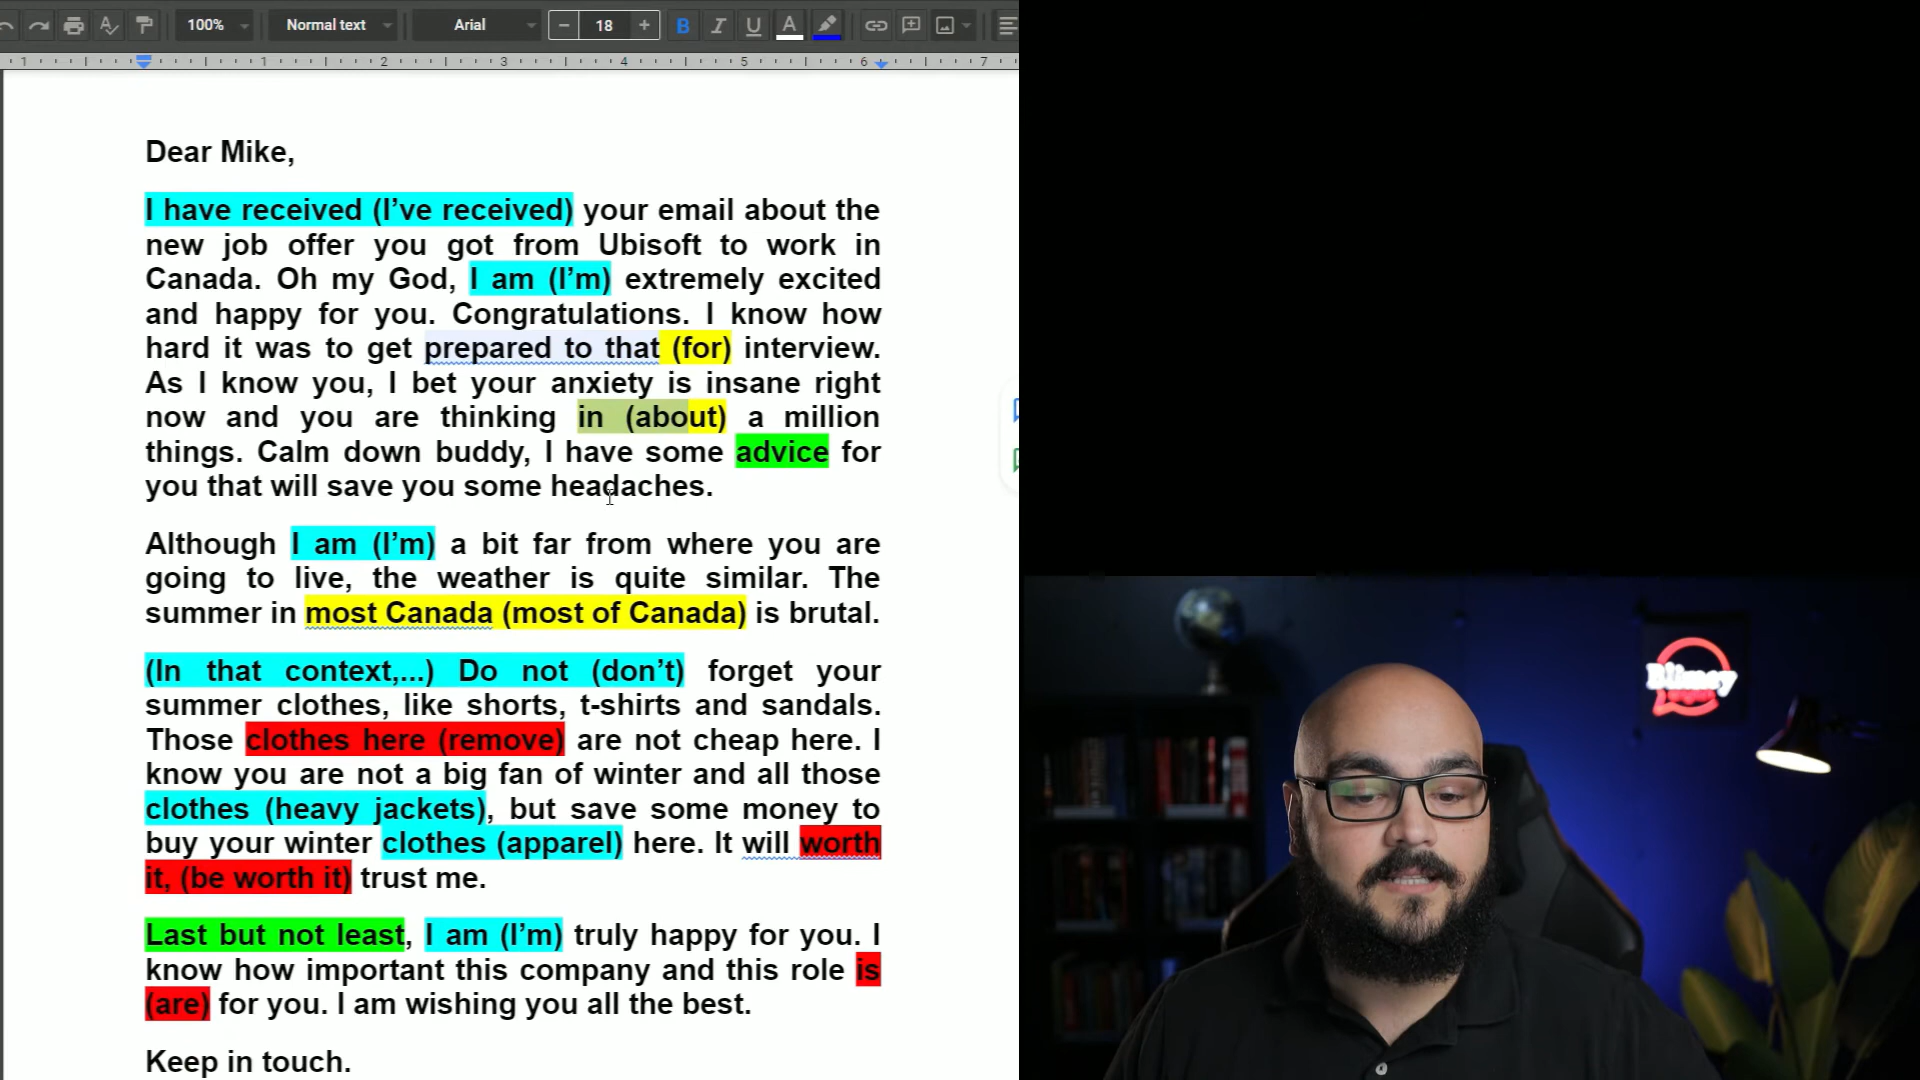 100% Normal text Arial − 18 + B I U A
1 1 2 3 4 5 6 7
Dear Mike,
I have received (I’ve received) your email about the
new job offer you got from Ubisoft to work in
Canada. Oh my God, I am (I’m) extremely excited
and happy for you. Congratulations. I know how
hard it was to get prepared to that (for) interview.
As I know you, I bet your anxiety is insane right
now and you are thinking in (about) a million
things. Calm down buddy, I have some advice for
you that will save you some headaches.
Although I am (I’m) a bit far from where you are
going to live, the weather is quite similar. The
summer in most Canada (most of Canada) is brutal.
(In that context,...) Do not (don’t) forget your
summer clothes, like shorts, t-shirts and sandals.
Those clothes here (remove) are not cheap here. I
know you are not a big fan of winter and all those
clothes (heavy jackets), but save some money to
buy your winter clothes (apparel) here. It will worth
it, (be worth it) trust me.
Last but not least, I am (I’m) truly happy for you. I
know how important this company and this role is
(are) for you. I am wishing you all the best.
Keep in touch.
Blimey